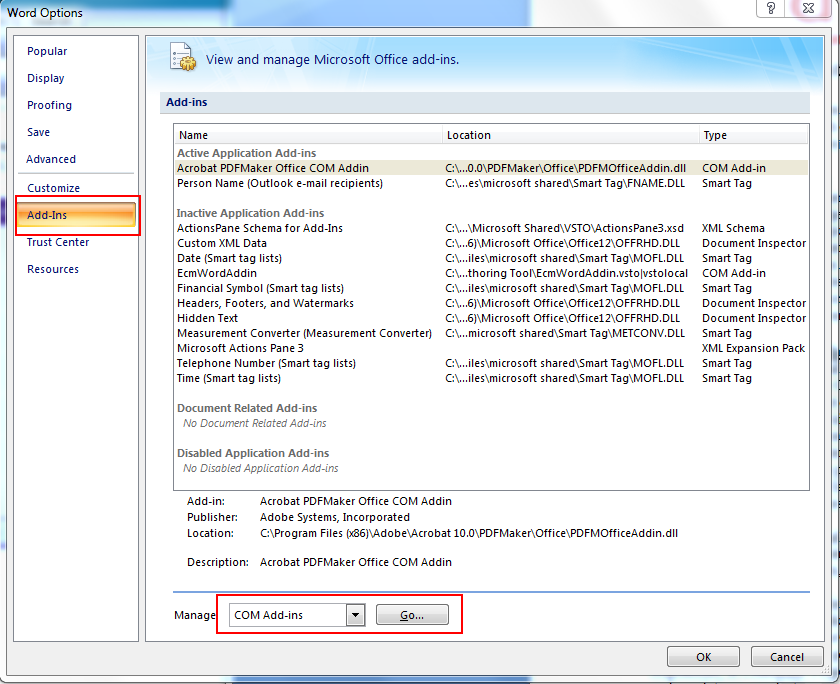 Word Options
?
Popular
Display
Proofing
Save
Advanced
Customize
Add-Ins
Trust Center
Resources
View and manage Microsoft Office add-ins.
Add-ins
Name Location Type
Active Application Add-ins
Acrobat PDFMaker Office COM Addin C:\...0.0\PDFMaker\Office\PDFMOfficeAddin.dll COM Add-in
Person Name (Outlook e-mail recipients) C:\...es\microsoft shared\Smart Tag\FNAME.DLL Smart Tag
Inactive Application Add-ins
ActionsPane Schema for Add-Ins C:\...\Microsoft Shared\VSTO\ActionsPane3.xsd XML Schema
Custom XML Data C:\...6)\Microsoft Office\Office12\OFFRHD.DLL Document Inspector
Date (Smart tag lists) C:\...iles\microsoft shared\Smart Tag\MOFL.DLL Smart Tag
EcmWordAddin C:\...thoring Tool\EcmWordAddin.vsto|vstolocal COM Add-in
Financial Symbol (Smart tag lists) C:\...iles\microsoft shared\Smart Tag\MOFL.DLL Smart Tag
Headers, Footers, and Watermarks C:\...6)\Microsoft Office\Office12\OFFRHD.DLL Document Inspector
Hidden Text C:\...6)\Microsoft Office\Office12\OFFRHD.DLL Document Inspector
Measurement Converter (Measurement Converter) C:\...microsoft shared\Smart Tag\METCONV.DLL Smart Tag
Microsoft Actions Pane 3 XML Expansion Pack
Telephone Number (Smart tag lists) C:\...iles\microsoft shared\Smart Tag\MOFL.DLL Smart Tag
Time (Smart tag lists) C:\...iles\microsoft shared\Smart Tag\MOFL.DLL Smart Tag
Document Related Add-ins
No Document Related Add-ins
Disabled Application Add-ins
No Disabled Application Add-ins
Add-in: Acrobat PDFMaker Office COM Addin
Publisher: Adobe Systems, Incorporated
Location: C:\Program Files (x86)\Adobe\Acrobat 10.0\PDFMaker\Office\PDFMOfficeAddin.dll
Description: Acrobat PDFMaker Office COM Addin
Manage COM Add-ins Go...
OK Cancel